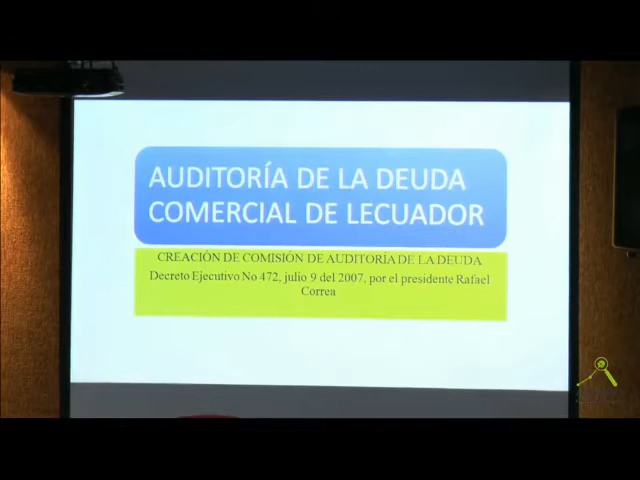 AUDITORÍA DE LA DEUDA
COMERCIAL DE LECUADOR
CREACIÓN DE COMISIÓN DE AUDITORÍA DE LA DEUDA
Decreto Ejecutivo No 472, julio 9 del 2007, por el presidente Rafael
Correa